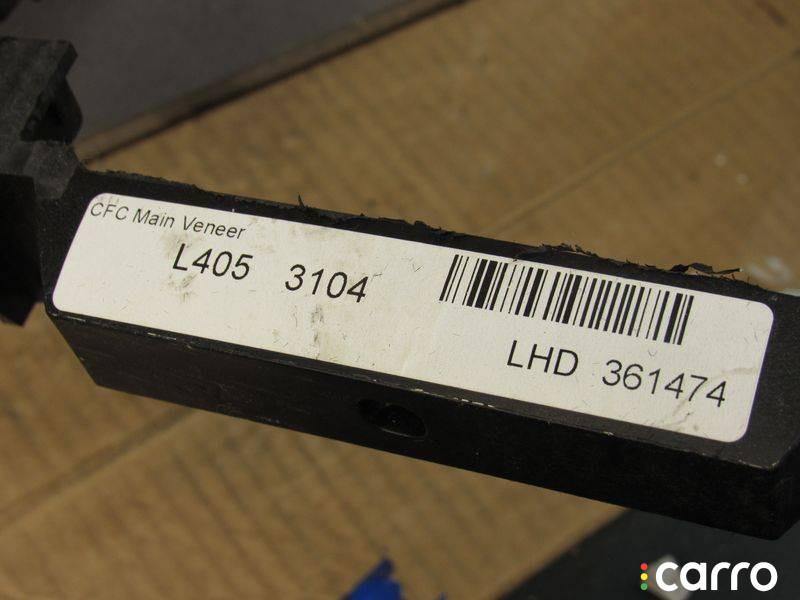 CFC Main Veneer
L405 3104
LHD 361474
carro